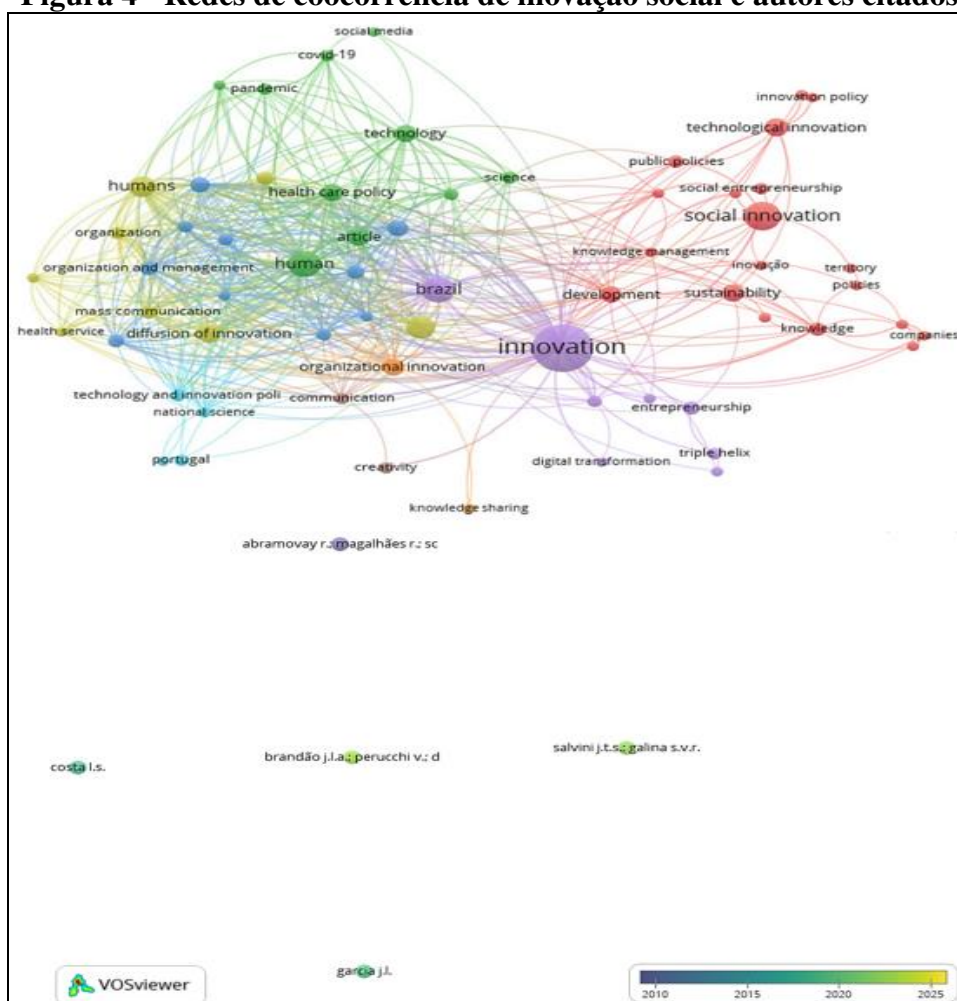 Figura 4 - Redes de coocorrência de inovação social e autores citados
social media
covid-19
pandemic
innovation policy
technological innovation
technology
public policies
science
humans
health care policy
social entrepreneurship
social innovation
organization
article
knowledge management
organization and management
human
inovação
territory
brazil
development
sustainability
policies
mass communication
health service
diffusion of innovation
knowledge
companies
innovation
organizational innovation
technology and innovation poli
communication
national science
entrepreneurship
portugal
creativity
digital transformation
triple helix
knowledge sharing
abramovay r.; magalhães r.; sc
salvini j.t.s.; galina s.v.r.
brandão j.l.a.; perucchi v.; d
costa l.s.
garcia j.l.
VOSviewer
2010 2015 2020 2025